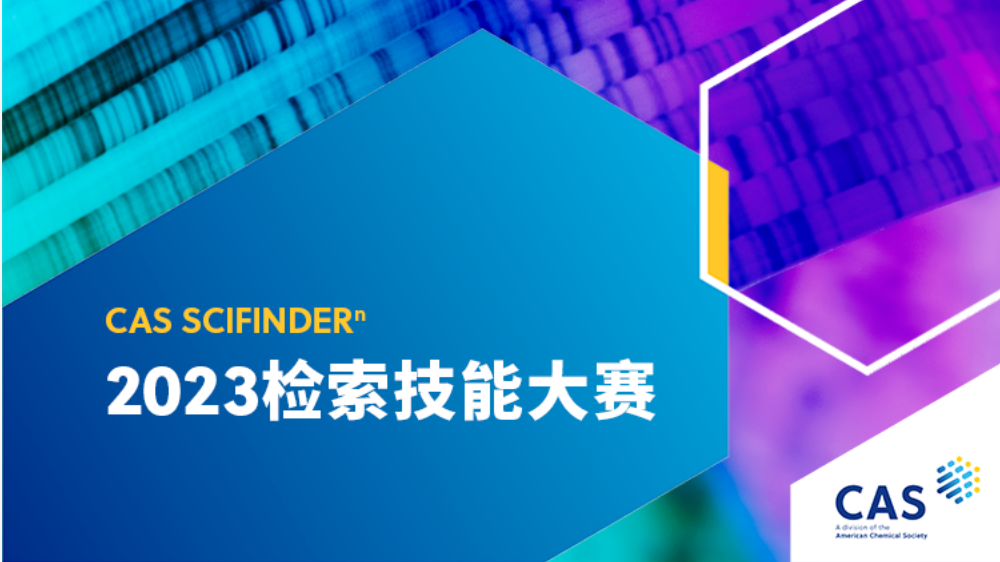 CAS SCIFINDERⁿ
2023检索技能大赛
CAS
A division of the
American Chemical Society